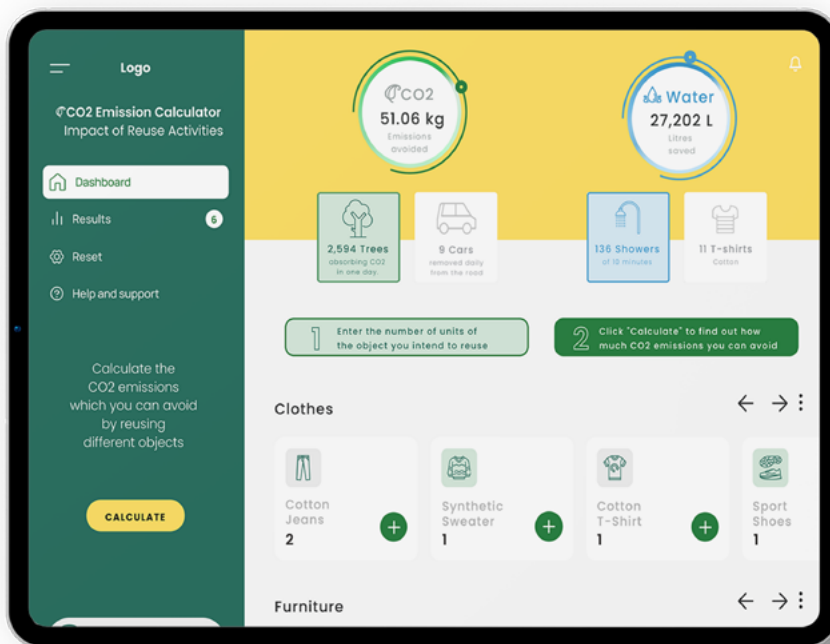 Logo
CO2 Emission Calculator
Impact of Reuse Activities
Dashboard
Results
6
Reset
Help and support
Calculate the
CO2 emissions
which you can avoid
by reusing
different objects
CALCULATE
CO2
51.06 kg
Emissions
avoided
Water
27,202 L
Litres
saved
2,594 Trees
absorbing CO2
in one day
9 Cars
removed daily
from the road
136 Showers
of 10 minutes
11 T-shirts
Cotton
1
Enter the number of units of
the object you intend to reuse
2
Click "Calculate" to find out how
much CO2 emissions you can avoid
Clothes
Cotton
Jeans
2
Synthetic
Sweater
1
Cotton
T-Shirt
1
Sport
Shoes
1
Furniture